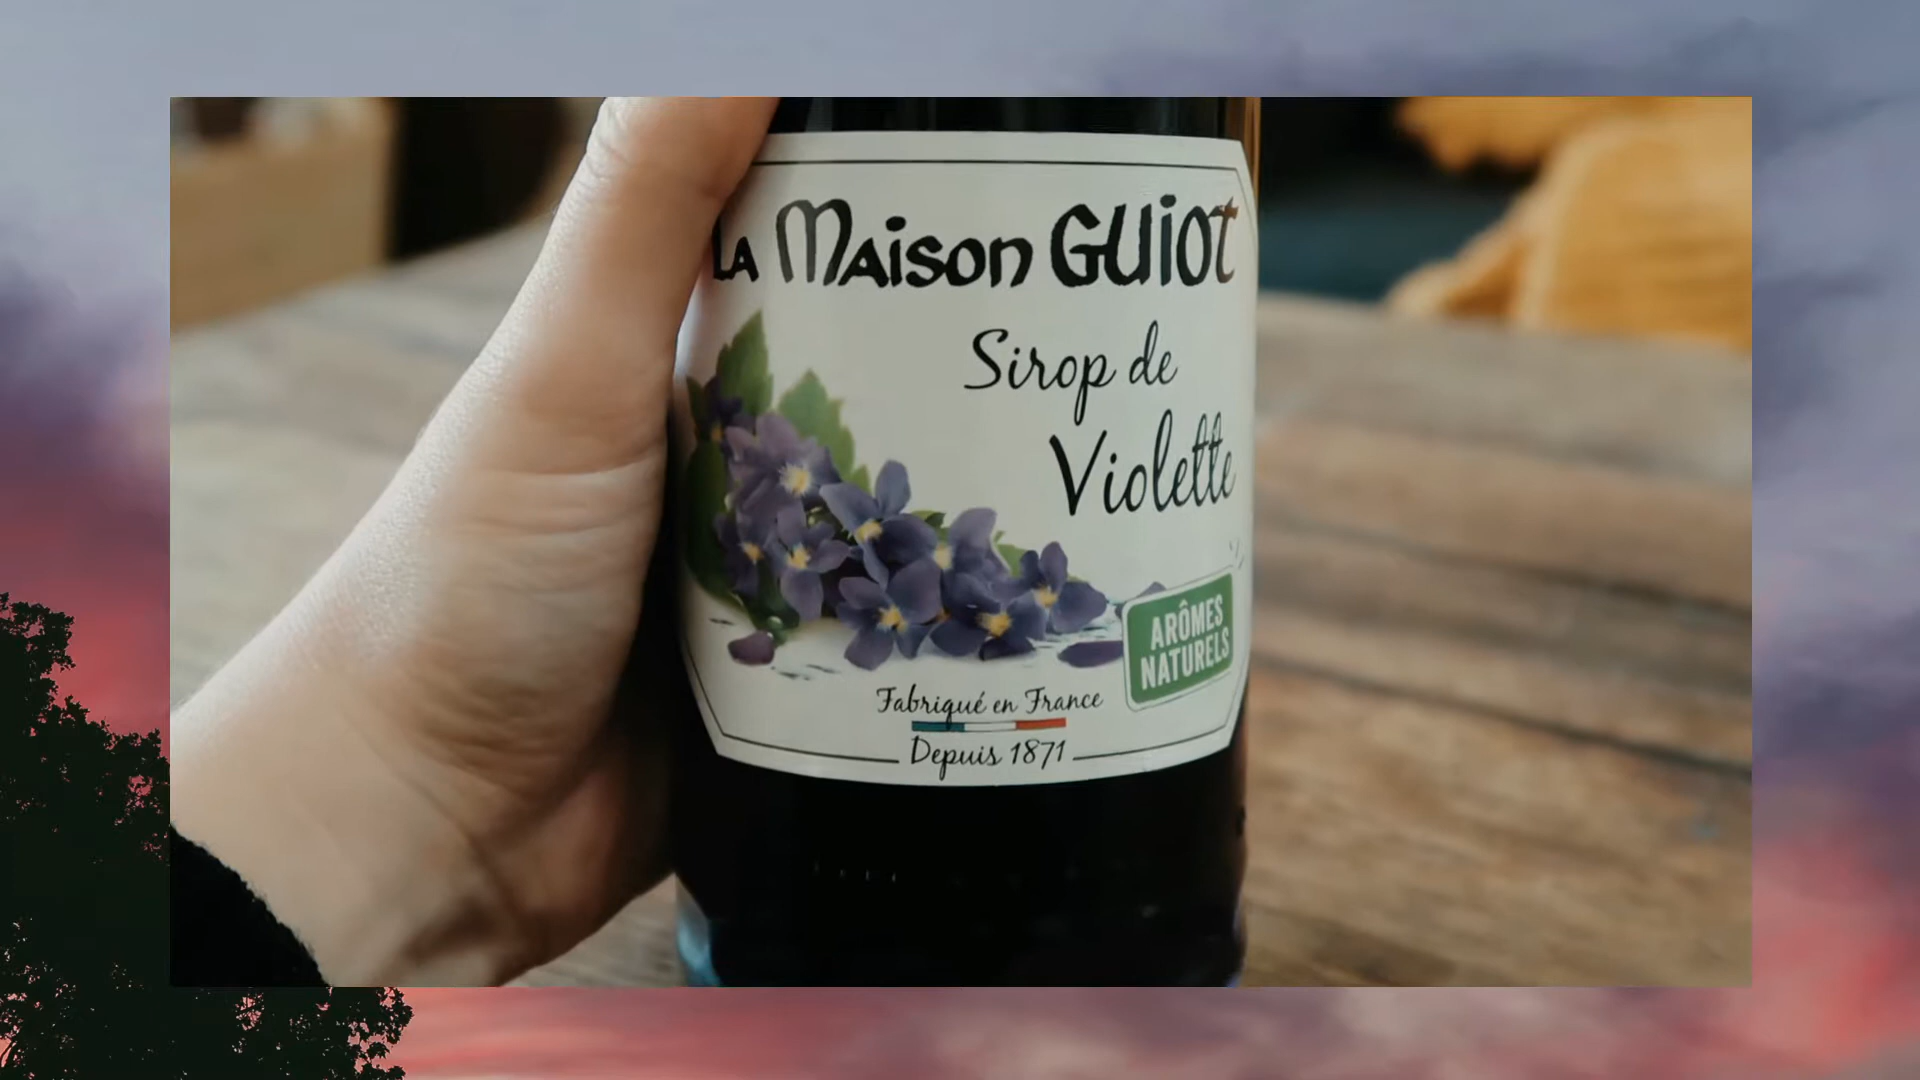 La Maison GUIOT
Sirop de
Violette
ARÔMES
NATURELS
Fabriqué en France
Depuis 1871